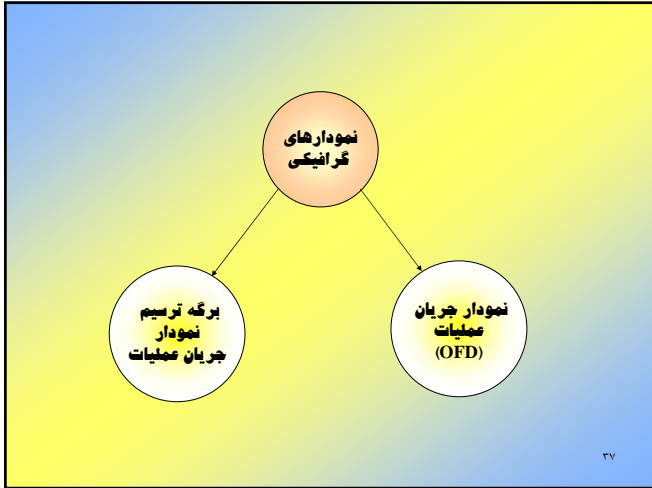 نمودارهای
گرافیکی
نمودار جریان
عملیات
(OFD)
برگه ترسیم
نمودار
جریان عملیات
۳۷